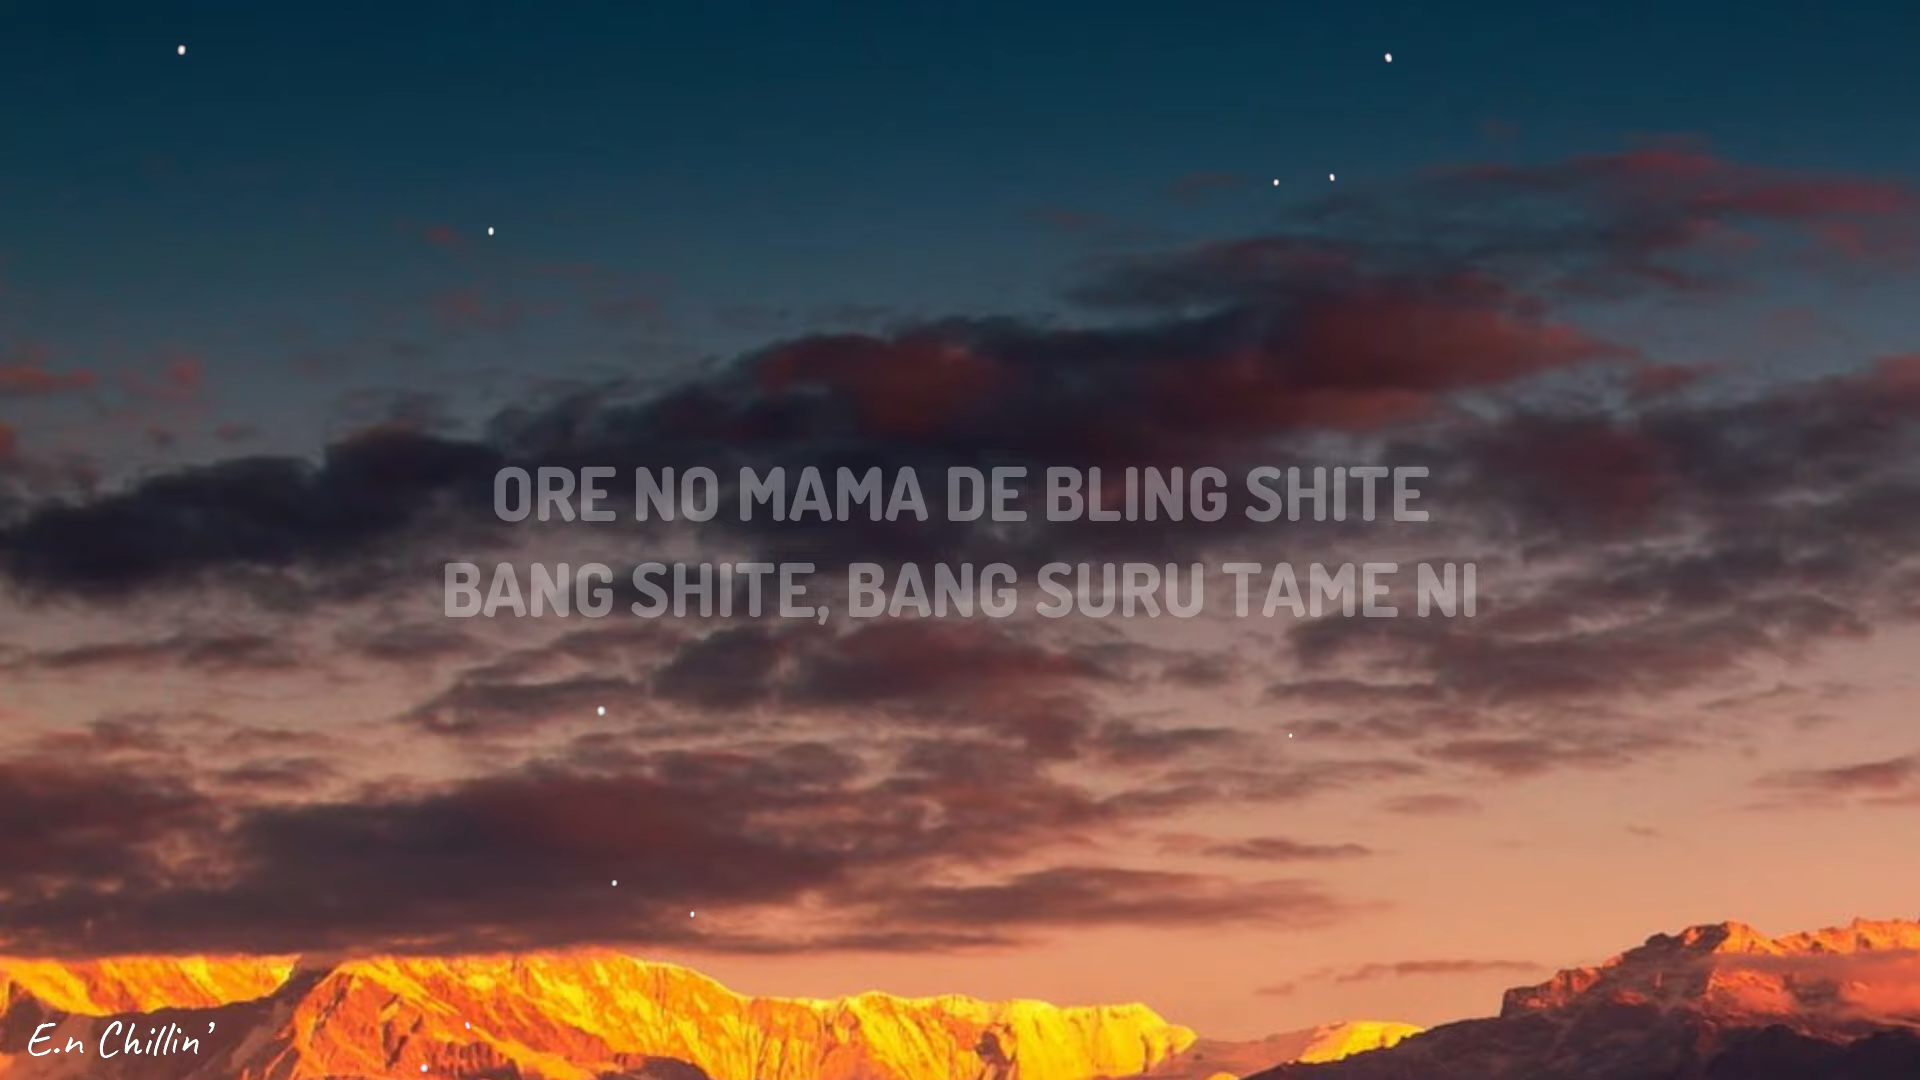 ORE NO MAMA DE BLING SHITE
BANG SHITE, BANG SURU TAME NI
E.n Chillin'